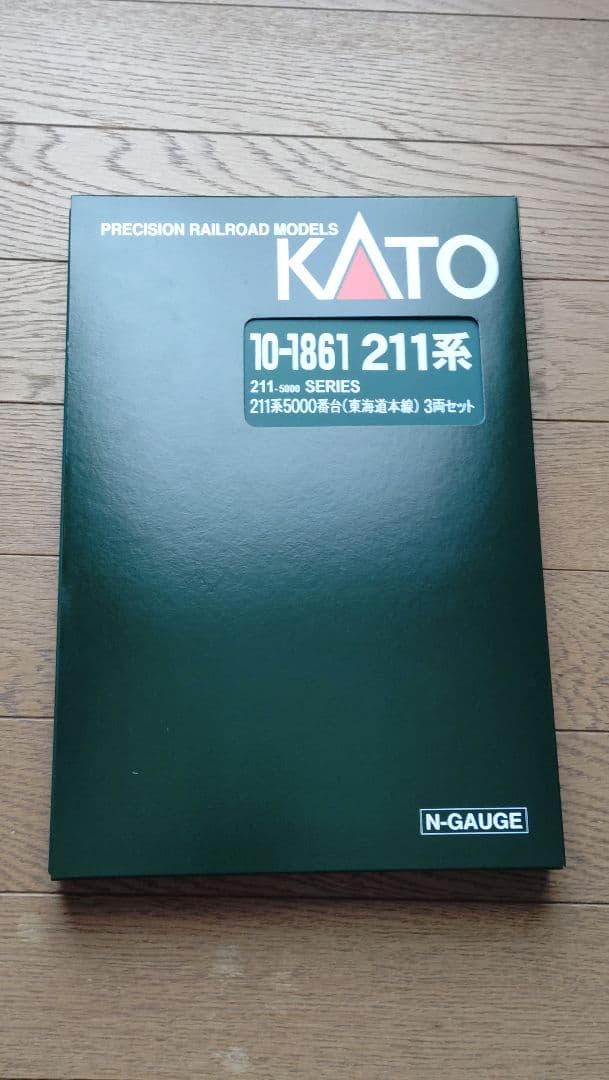 PRECISION RAILROAD MODELS
KATO
10-1861 211系
211-5000 SERIES
211系5000番台(東海道本線) 3両セット
N-GAUGE